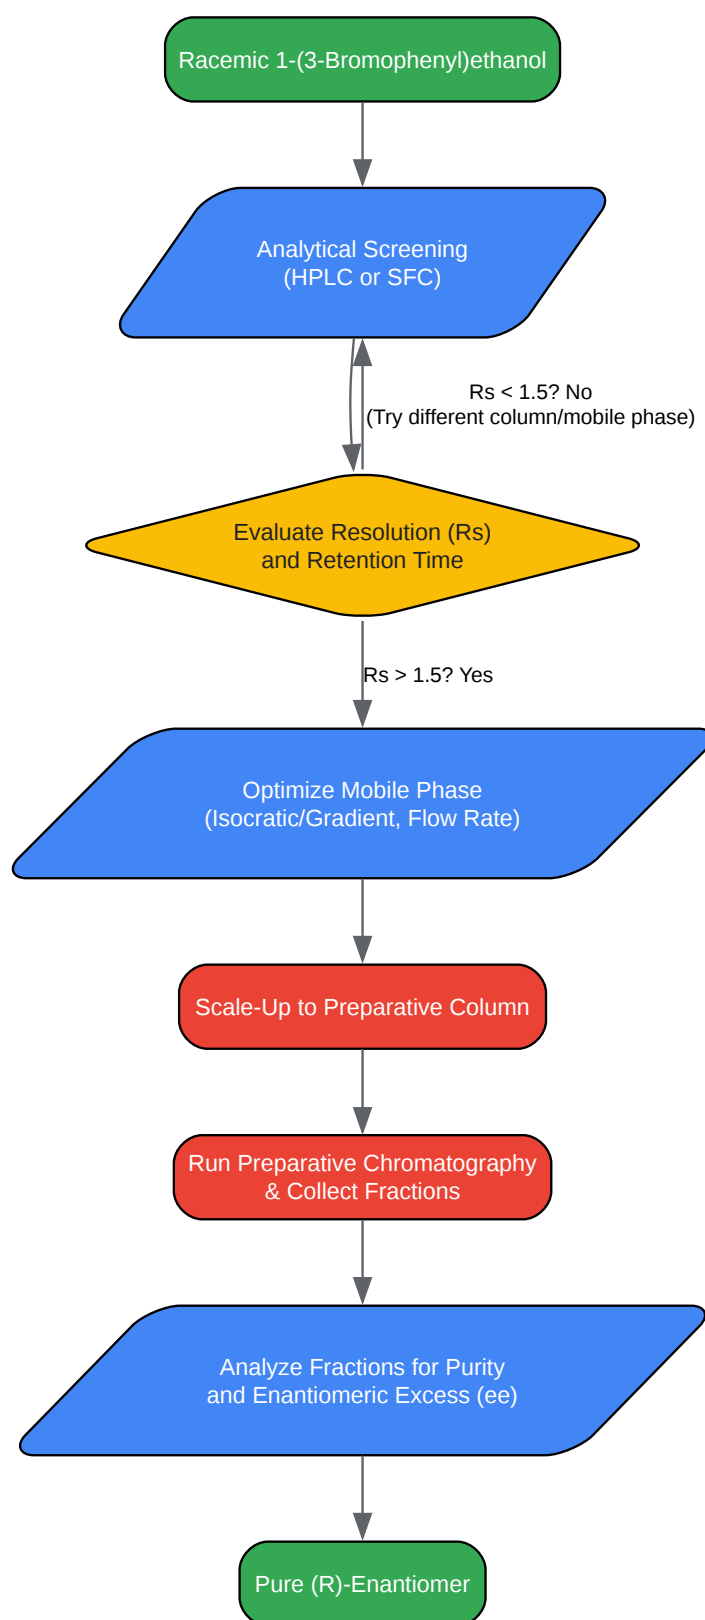 Racemic 1-(3-Bromophenyl)ethanol
Analytical Screening
(HPLC or SFC)
Rs < 1.5? No
(Try different column/mobile phase)
Evaluate Resolution (Rs)
and Retention Time
Rs > 1.5? Yes
Optimize Mobile Phase
(Isocratic/Gradient, Flow Rate)
Scale-Up to Preparative Column
Run Preparative Chromatography
& Collect Fractions
Analyze Fractions for Purity
and Enantiomeric Excess (ee)
Pure (R)-Enantiomer